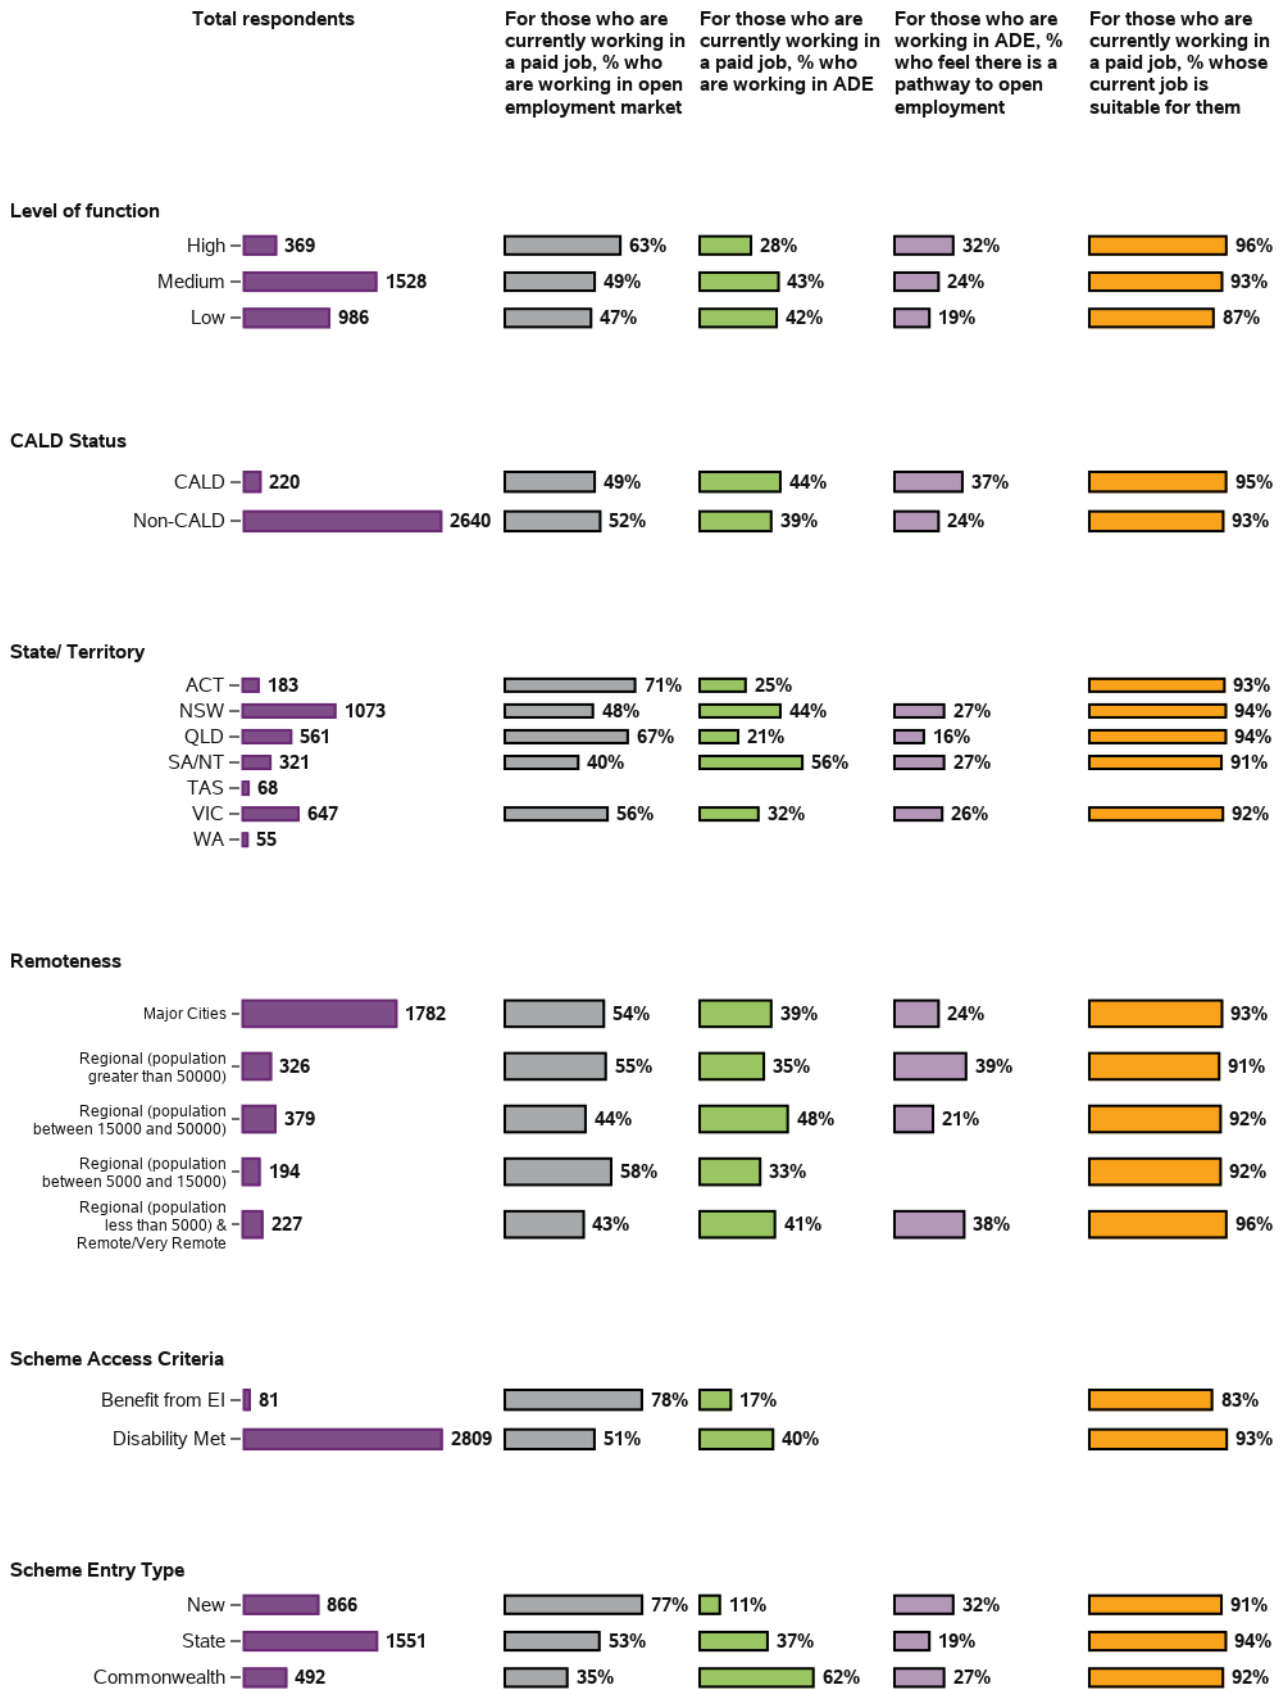 Total respondents
For those who are
currently working in
a paid job, % who
are working in open
employment market
For those who are
currently working in
a paid job, % who
are working in ADE
For those who are
working in ADE, %
who feel there is a
pathway to open
employment
For those who are
currently working in
a paid job, % whose
current job is
suitable for them
Level of function
High 369 63% 28% 32% 96%
Medium 1528 49% 43% 24% 93%
Low 986 47% 42% 19% 87%
CALD Status
CALD 220 49% 44% 37% 95%
Non-CALD 2640 52% 39% 24% 93%
State/ Territory
ACT 183 71% 25% 93%
NSW 1073 48% 44% 27% 94%
QLD 561 67% 21% 16% 94%
SA/NT 321 40% 56% 27% 91%
TAS 68
VIC 647 56% 32% 26% 92%
WA 55
Remoteness
Major Cities 1782 54% 39% 24% 93%
Regional (population
greater than 50000)
326 55% 35% 39% 91%
Regional (population
between 15000 and 50000)
379 44% 48% 21% 92%
Regional (population
between 5000 and 15000)
194 58% 33% 92%
Regional (population
less than 5000) &
Remote/Very Remote
227 43% 41% 38% 96%
Scheme Access Criteria
Benefit from EI 81 78% 17% 83%
Disability Met 2809 51% 40% 93%
Scheme Entry Type
New 866 77% 11% 32% 91%
State 1551 53% 37% 19% 94%
Commonwealth 492 35% 62% 27% 92%